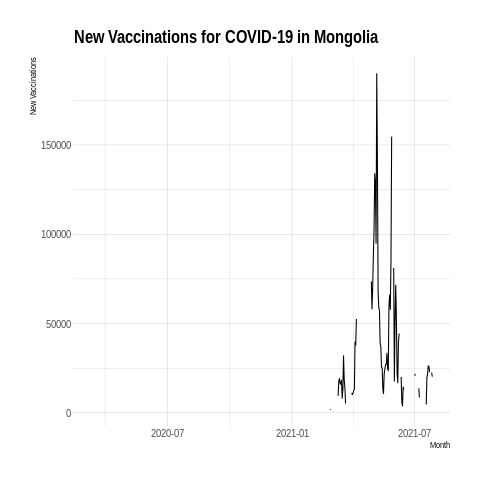 New Vaccinations for COVID-19 in Mongolia
New Vaccinations
150000
100000
50000
0
2020-07 2021-01 2021-07
Month